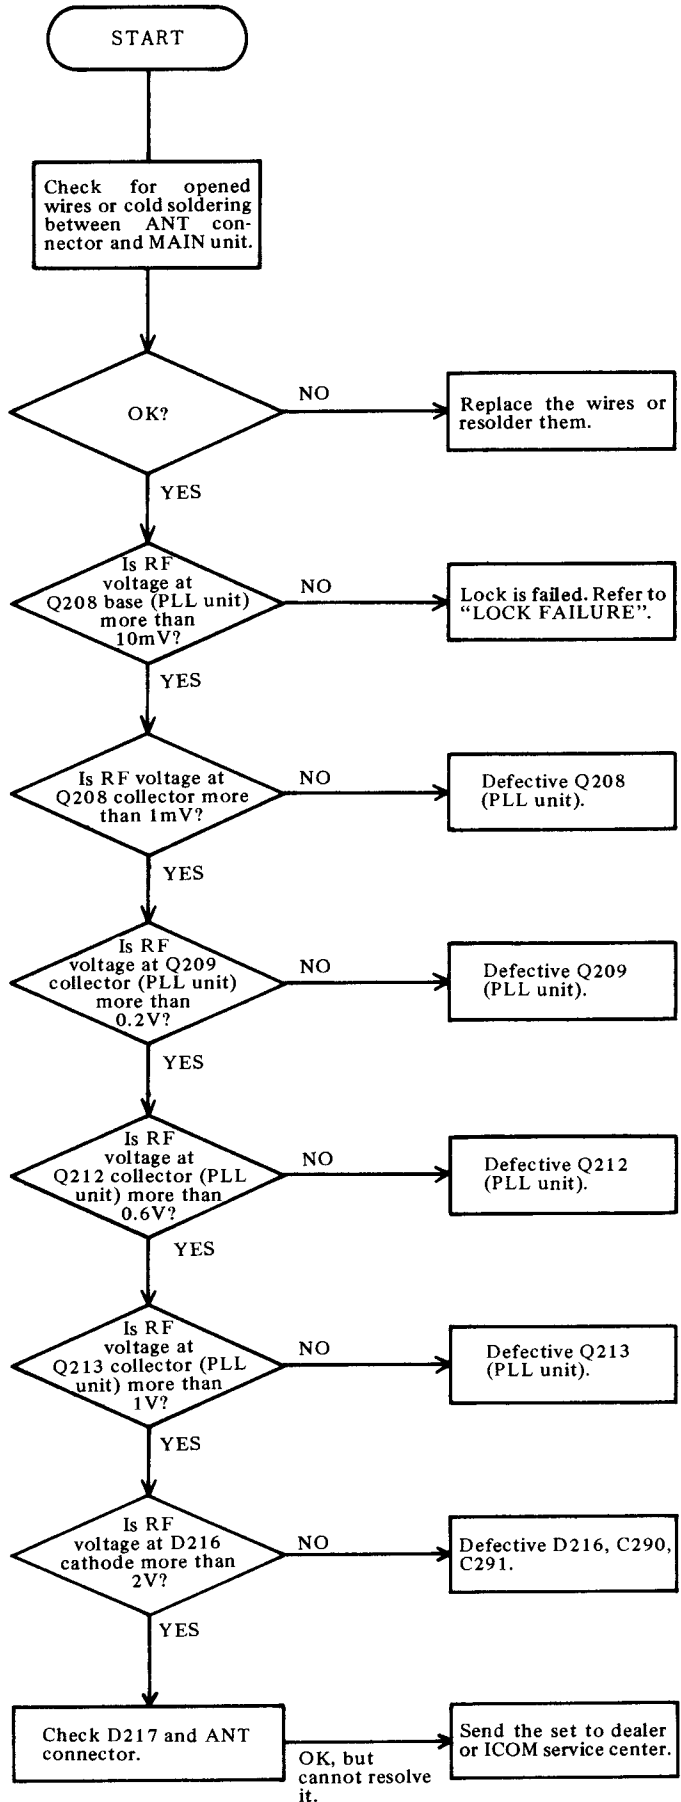 START
Check for opened
wires or cold soldering
between ANT con-
nector and MAIN unit.
OK?
NO
Replace the wires or
resolder them.
YES
Is RF
voltage at
Q208 base (PLL unit)
more than
10mV?
NO
Lock is failed. Refer to
“LOCK FAILURE”.
YES
Is RF voltage at
Q208 collector more
than 1mV?
NO
Defective Q208
(PLL unit).
YES
Is RF
voltage at Q209
collector (PLL unit)
more than
0.2V?
NO
Defective Q209
(PLL unit).
YES
Is RF
voltage at
Q212 collector (PLL
unit) more than
0.6V?
NO
Defective Q212
(PLL unit).
YES
Is RF
voltage at
Q213 collector (PLL
unit) more than
1V?
NO
Defective Q213
(PLL unit).
YES
Is RF
voltage at D216
cathode more than
2V?
NO
Defective D216, C290,
C291.
YES
Check D217 and ANT
connector.
OK, but
cannot resolve
it.
Send the set to dealer
or ICOM service center.